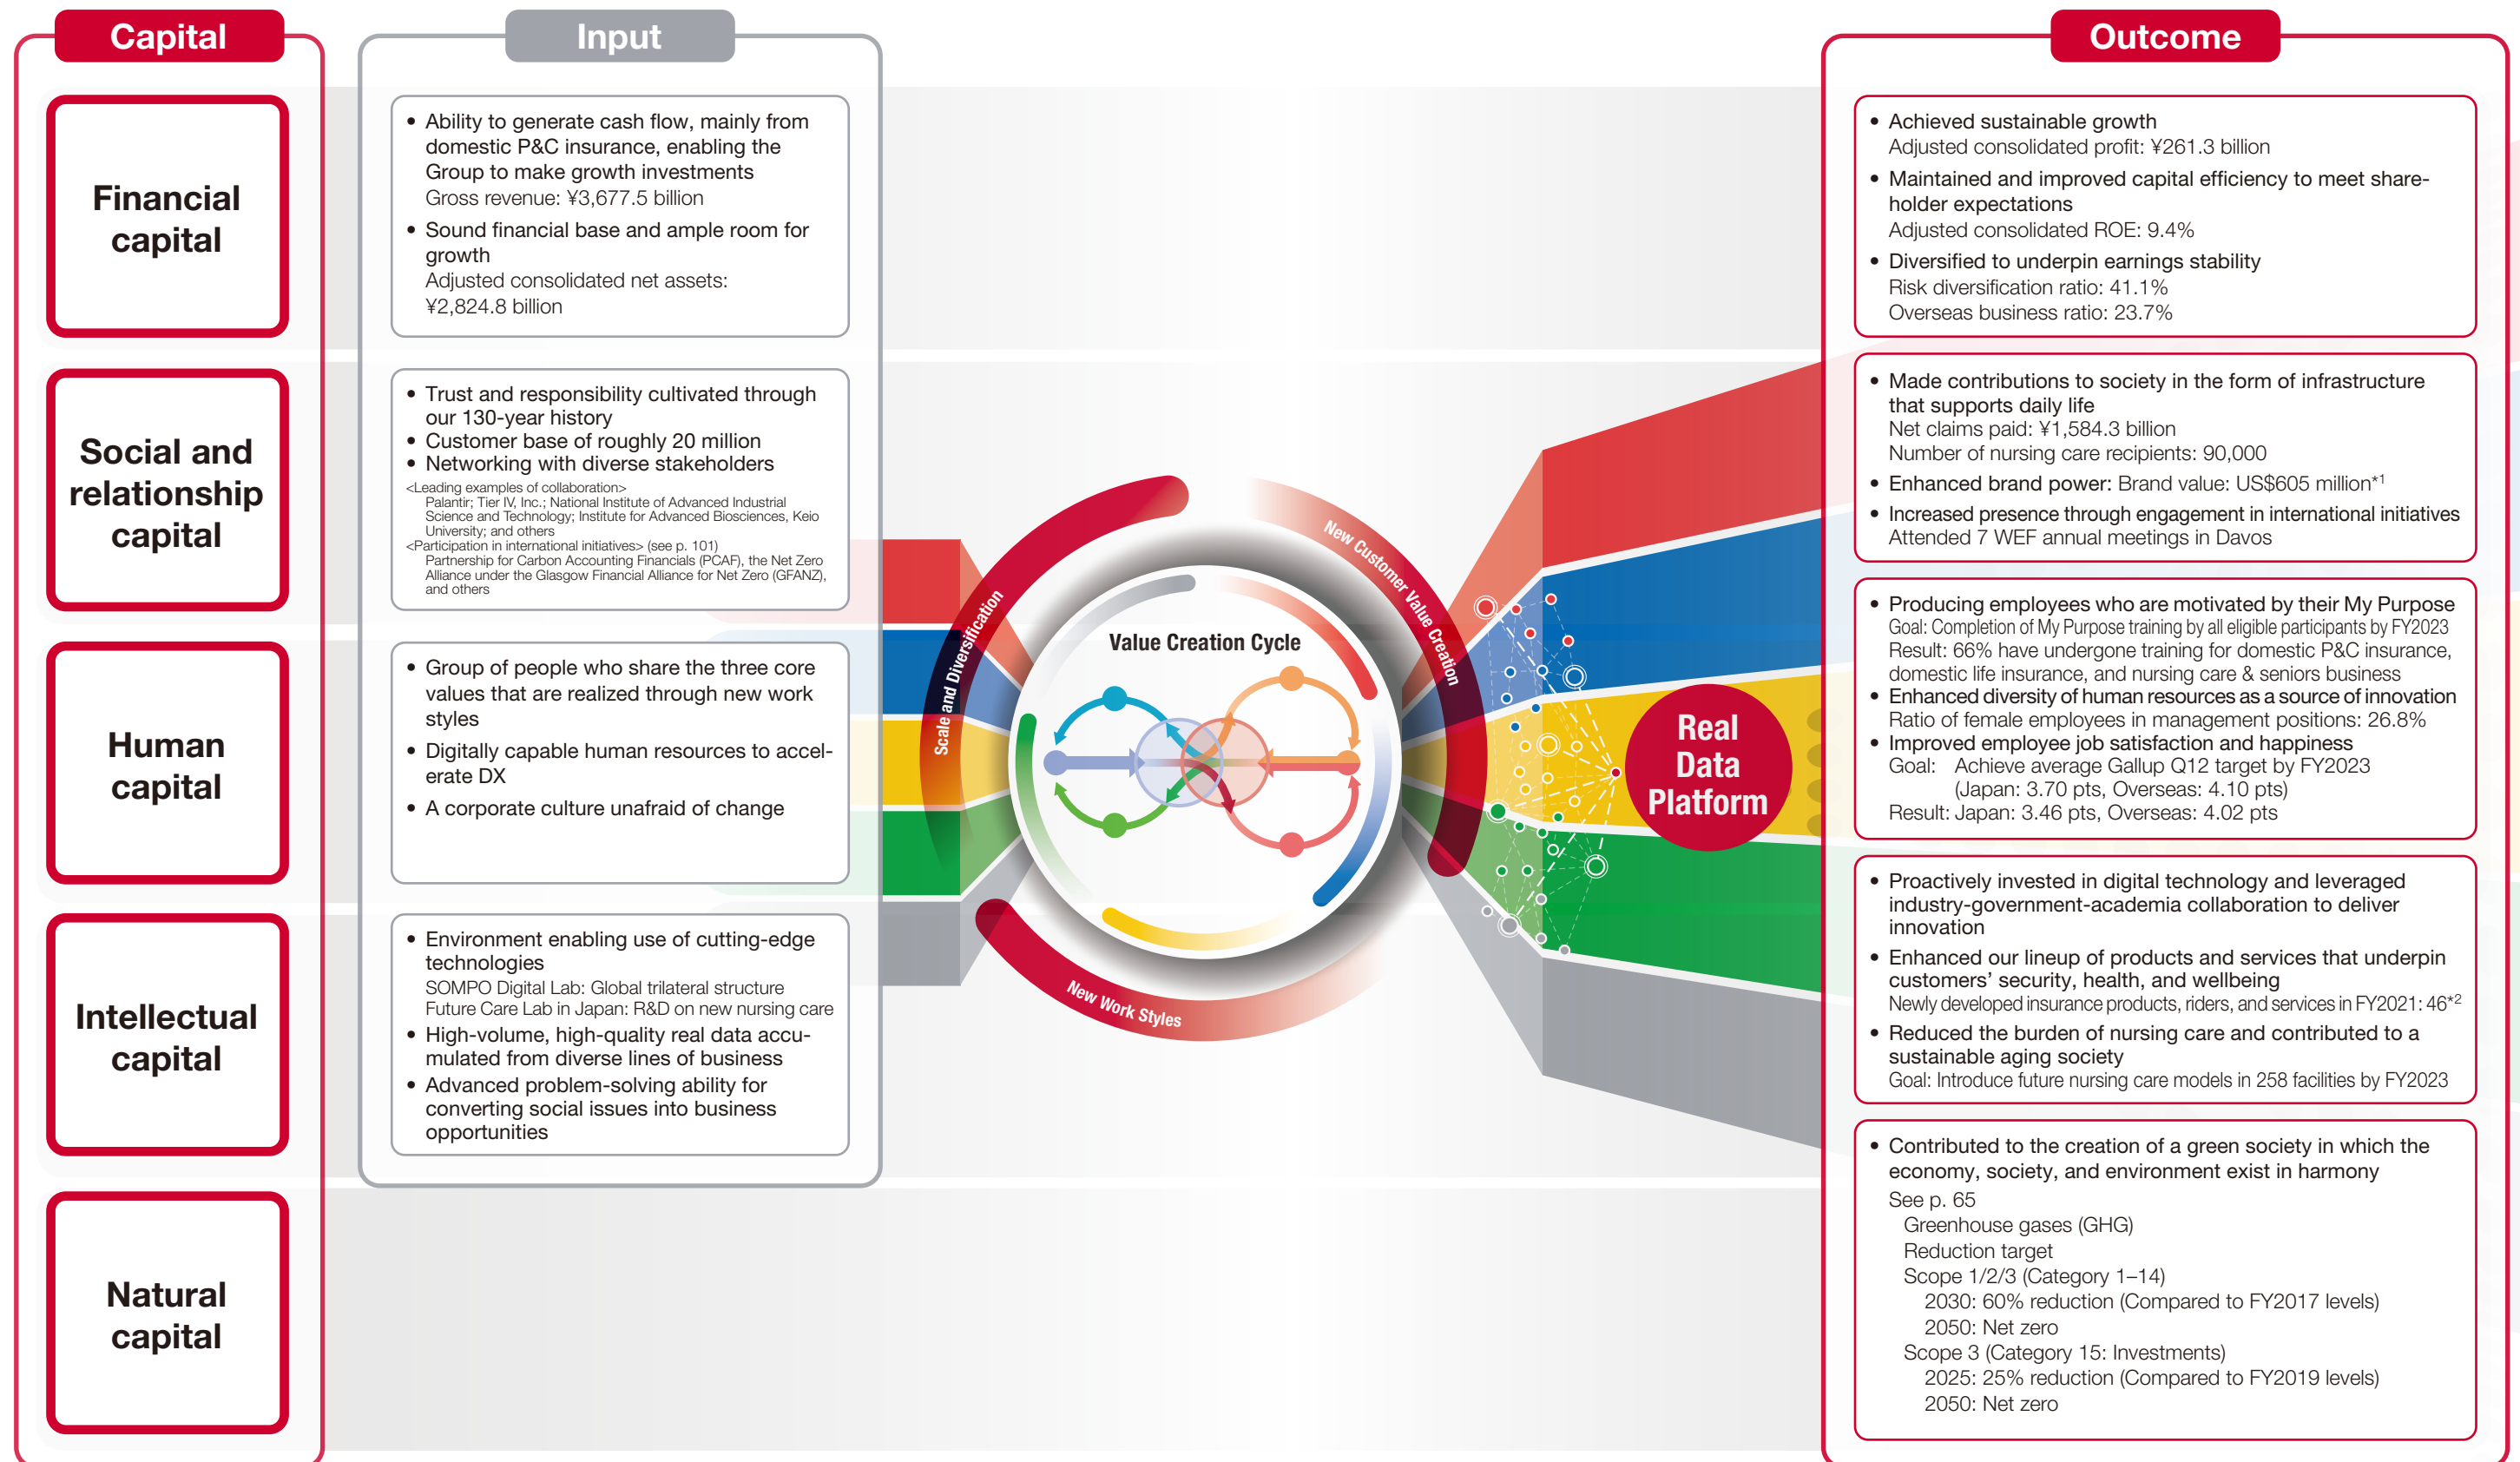 Capital
Input
Outcome
Financial
capital
• Ability to generate cash flow, mainly from
domestic P&C insurance, enabling the
Group to make growth investments
Gross revenue: ¥3,677.5 billion
• Sound financial base and ample room for
growth
Adjusted consolidated net assets:
¥2,824.8 billion
• Achieved sustainable growth
Adjusted consolidated profit: ¥261.3 billion
• Maintained and improved capital efficiency to meet share-
holder expectations
Adjusted consolidated ROE: 9.4%
• Diversified to underpin earnings stability
Risk diversification ratio: 41.1%
Overseas business ratio: 23.7%
Social and
relationship
capital
• Trust and responsibility cultivated through
our 130-year history
• Customer base of roughly 20 million
• Networking with diverse stakeholders
<Leading examples of collaboration>
Palantir; Tier IV, Inc.; National Institute of Advanced Industrial
Science and Technology; Institute for Advanced Biosciences, Keio
University; and others
<Participation in international initiatives> (see p. 101)
Partnership for Carbon Accounting Financials (PCAF), the Net Zero
Alliance under the Glasgow Financial Alliance for Net Zero (GFANZ),
and others
• Made contributions to society in the form of infrastructure
that supports daily life
Net claims paid: ¥1,584.3 billion
Number of nursing care recipients: 90,000
• Enhanced brand power: Brand value: US$605 million*1
• Increased presence through engagement in international initiatives
Attended 7 WEF annual meetings in Davos
Human
capital
• Group of people who share the three core
values that are realized through new work
styles
• Digitally capable human resources to accel-
erate DX
• A corporate culture unafraid of change
Scale and Diversification
New Customer Value Creation
New Work Styles
Value Creation Cycle
Real
Data
Platform
• Producing employees who are motivated by their My Purpose
Goal: Completion of My Purpose training by all eligible participants by FY2023
Result: 66% have undergone training for domestic P&C insurance,
domestic life insurance, and nursing care & seniors business
• Enhanced diversity of human resources as a source of innovation
Ratio of female employees in management positions: 26.8%
• Improved employee job satisfaction and happiness
Goal: Achieve average Gallup Q12 target by FY2023
(Japan: 3.70 pts, Overseas: 4.10 pts)
Result: Japan: 3.46 pts, Overseas: 4.02 pts
Intellectual
capital
• Environment enabling use of cutting-edge
technologies
SOMPO Digital Lab: Global trilateral structure
Future Care Lab in Japan: R&D on new nursing care
• High-volume, high-quality real data accu-
mulated from diverse lines of business
• Advanced problem-solving ability for
converting social issues into business
opportunities
• Proactively invested in digital technology and leveraged
industry-government-academia collaboration to deliver
innovation
• Enhanced our lineup of products and services that underpin
customers' security, health, and wellbeing
Newly developed insurance products, riders, and services in FY2021: 46*2
• Reduced the burden of nursing care and contributed to a
sustainable aging society
Goal: Introduce future nursing care models in 258 facilities by FY2023
Natural
capital
• Contributed to the creation of a green society in which the
economy, society, and environment exist in harmony
See p. 65
Greenhouse gases (GHG)
Reduction target
Scope 1/2/3 (Category 1–14)
2030: 60% reduction (Compared to FY2017 levels)
2050: Net zero
Scope 3 (Category 15: Investments)
2025: 25% reduction (Compared to FY2019 levels)
2050: Net zero